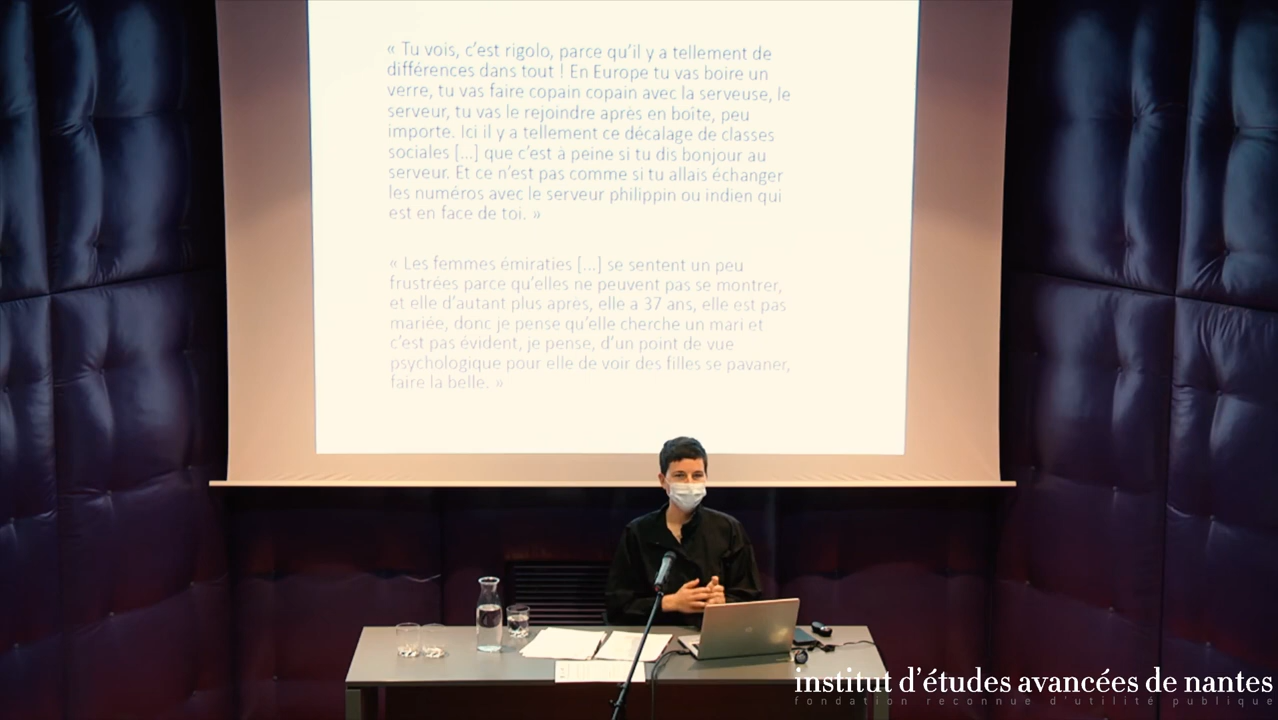 « Tu vois, c’est rigolo, parce qu’il y a tellement de
différences dans tout ! En Europe tu vas boire un
verre, tu vas faire copain copain avec la serveuse, le
serveur, tu vas le rejoindre après en boîte, peu
importe. Ici il y a tellement ce décalage de classes
sociales [...] que c’est à peine si tu dis bonjour au
serveur. Et ce n’est pas comme si tu allais échanger
les numéros avec le serveur philippin ou indien qui
est en face de toi. »
« Les femmes émiraties [...] se sentent un peu
frustrées parce qu’elles ne peuvent pas se montrer,
et elle d’autant plus après, elle a 37 ans, elle est pas
mariée, donc je pense qu’elle cherche un mari et
c’est pas évident, je pense, d’un point de vue
psychologique pour elle de voir des filles se pavaner,
faire la belle. »
institut d’études avancées de nantes
fondation reconnue d’utilité publique